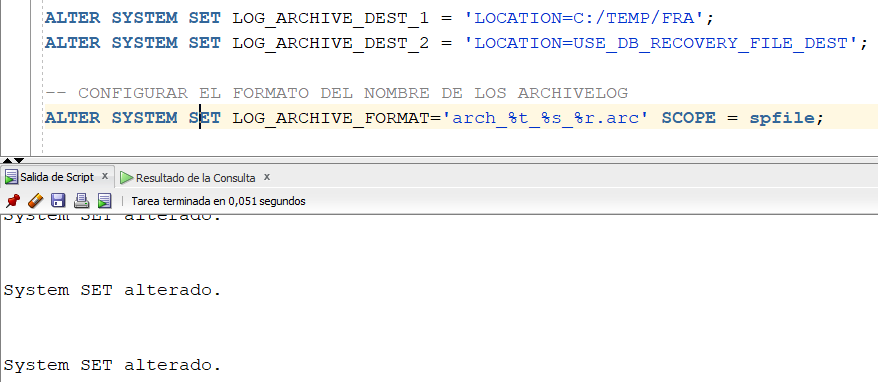 ALTER SYSTEM SET LOG_ARCHIVE_DEST_1 = 'LOCATION=C:/TEMP/FRA';
ALTER SYSTEM SET LOG_ARCHIVE_DEST_2 = 'LOCATION=USE_DB_RECOVERY_FILE_DEST';
-- CONFIGURAR EL FORMATO DEL NOMBRE DE LOS ARCHIVELOG
ALTER SYSTEM SET LOG_ARCHIVE_FORMAT='arch_%t_%s_%r.arc' SCOPE = spfile;
Salida de Script x Resultado de la Consulta x
Tarea terminada en 0,051 segundos
System SET alterado.
System SET alterado.
System SET alterado.